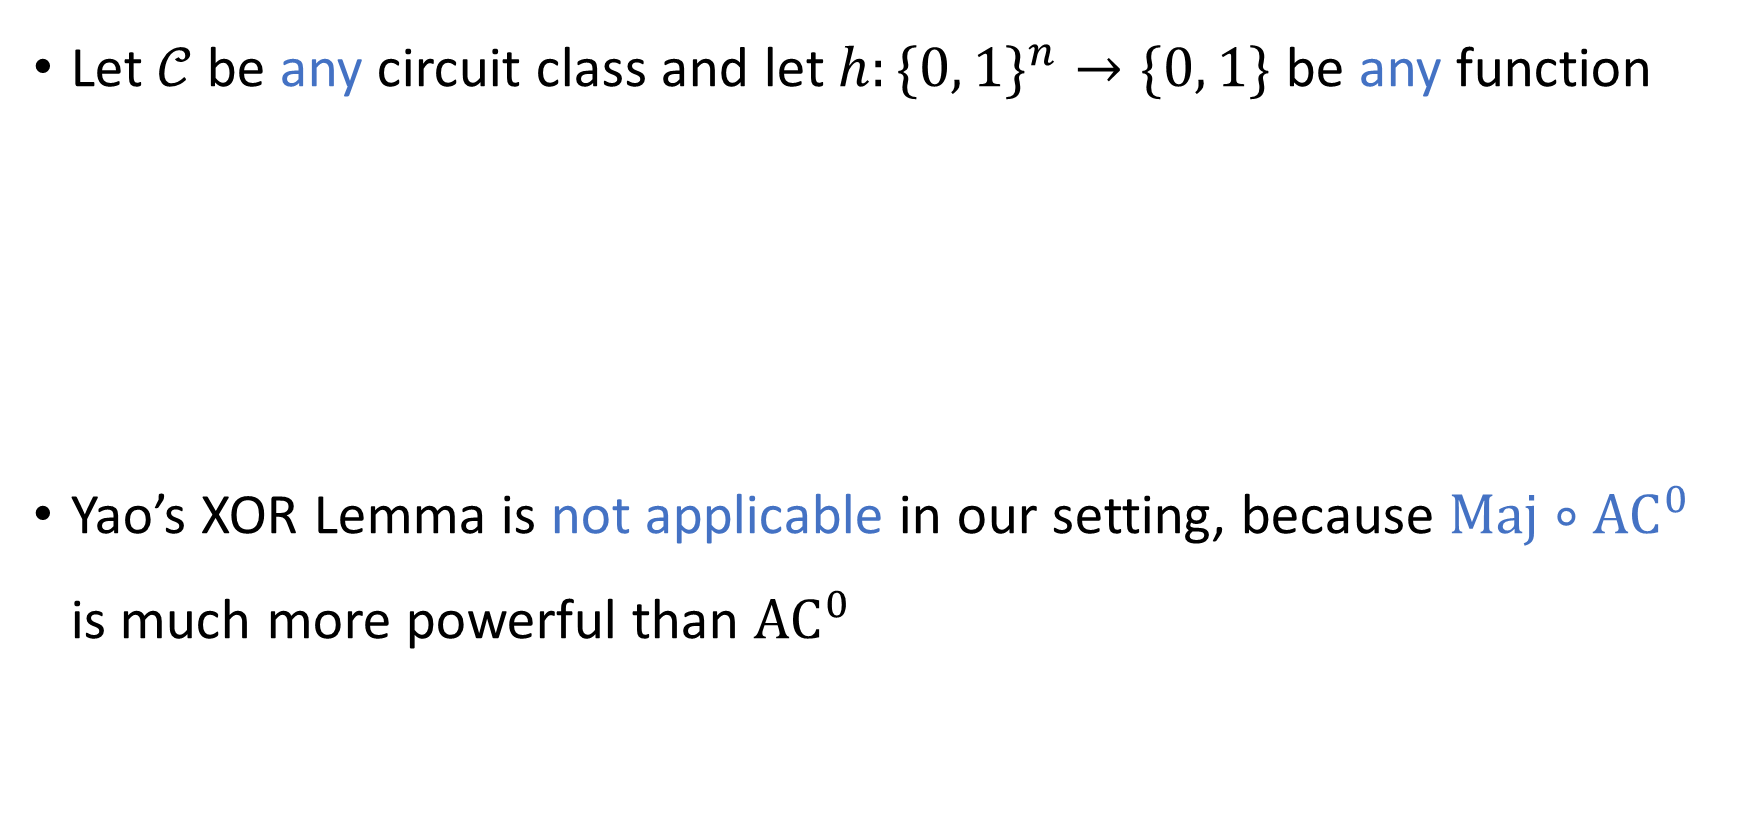 • Let 𝒞 be any circuit class and let ℎ: {0, 1}ⁿ → {0, 1} be any function
• Yao’s XOR Lemma is not applicable in our setting, because Maj ∘ AC⁰
is much more powerful than AC⁰